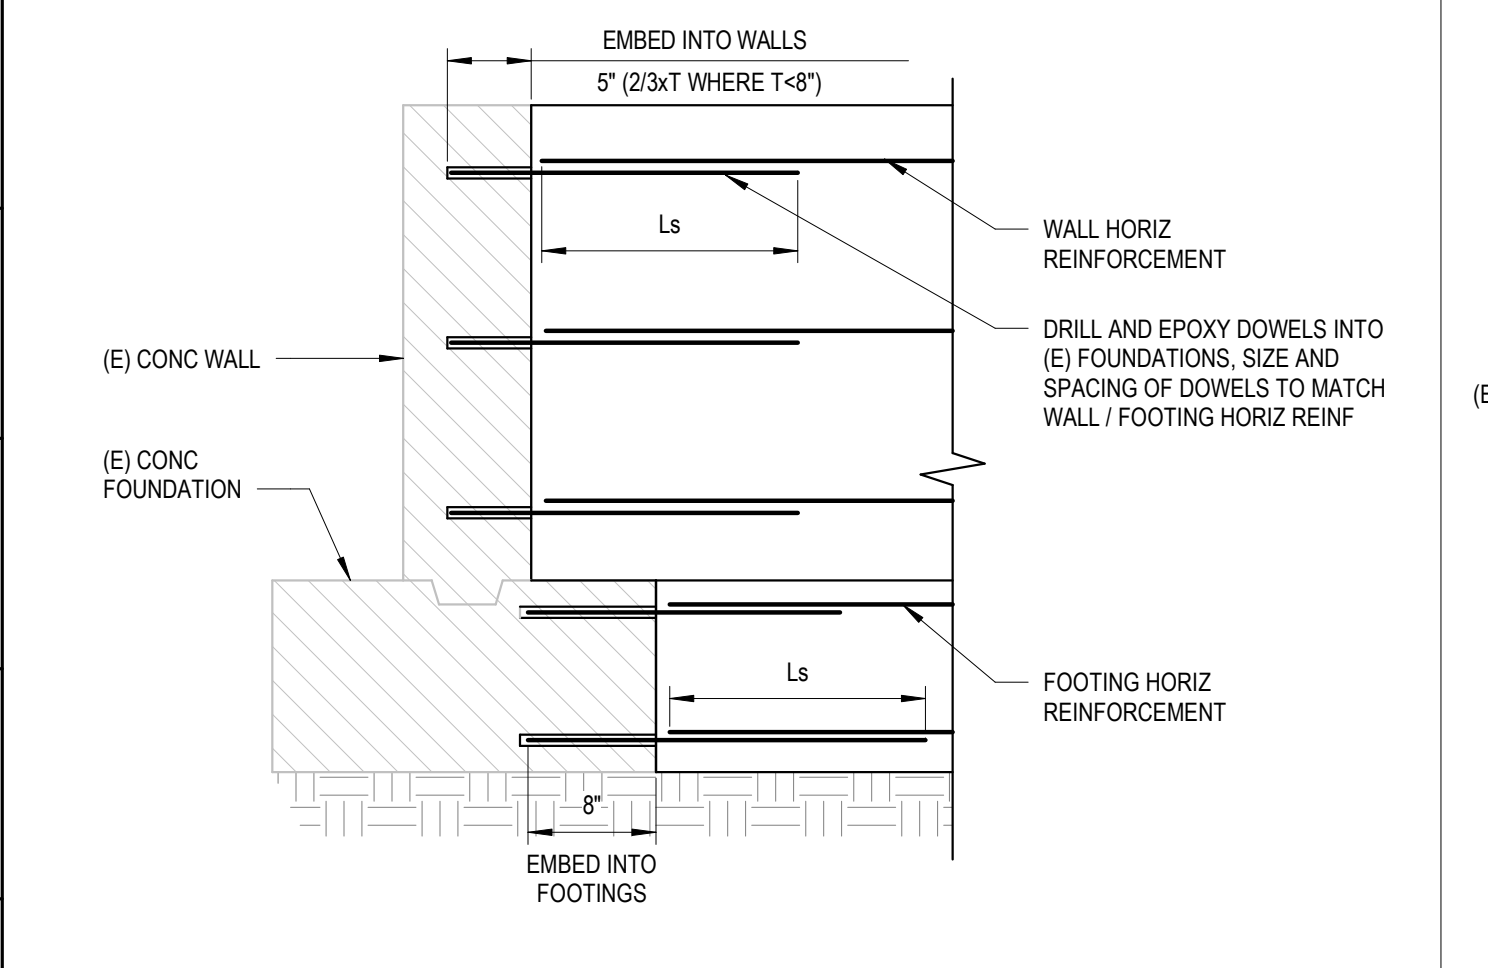 EMBED INTO WALLS
5" (2/3xT WHERE T<8")
Ls
WALL HORIZ
REINFORCEMENT
DRILL AND EPOXY DOWELS INTO
(E) FOUNDATIONS, SIZE AND
SPACING OF DOWELS TO MATCH
WALL / FOOTING HORIZ REINF
(E) CONC WALL
(E) CONC
FOUNDATION
Ls
FOOTING HORIZ
REINFORCEMENT
8"
EMBED INTO
FOOTINGS